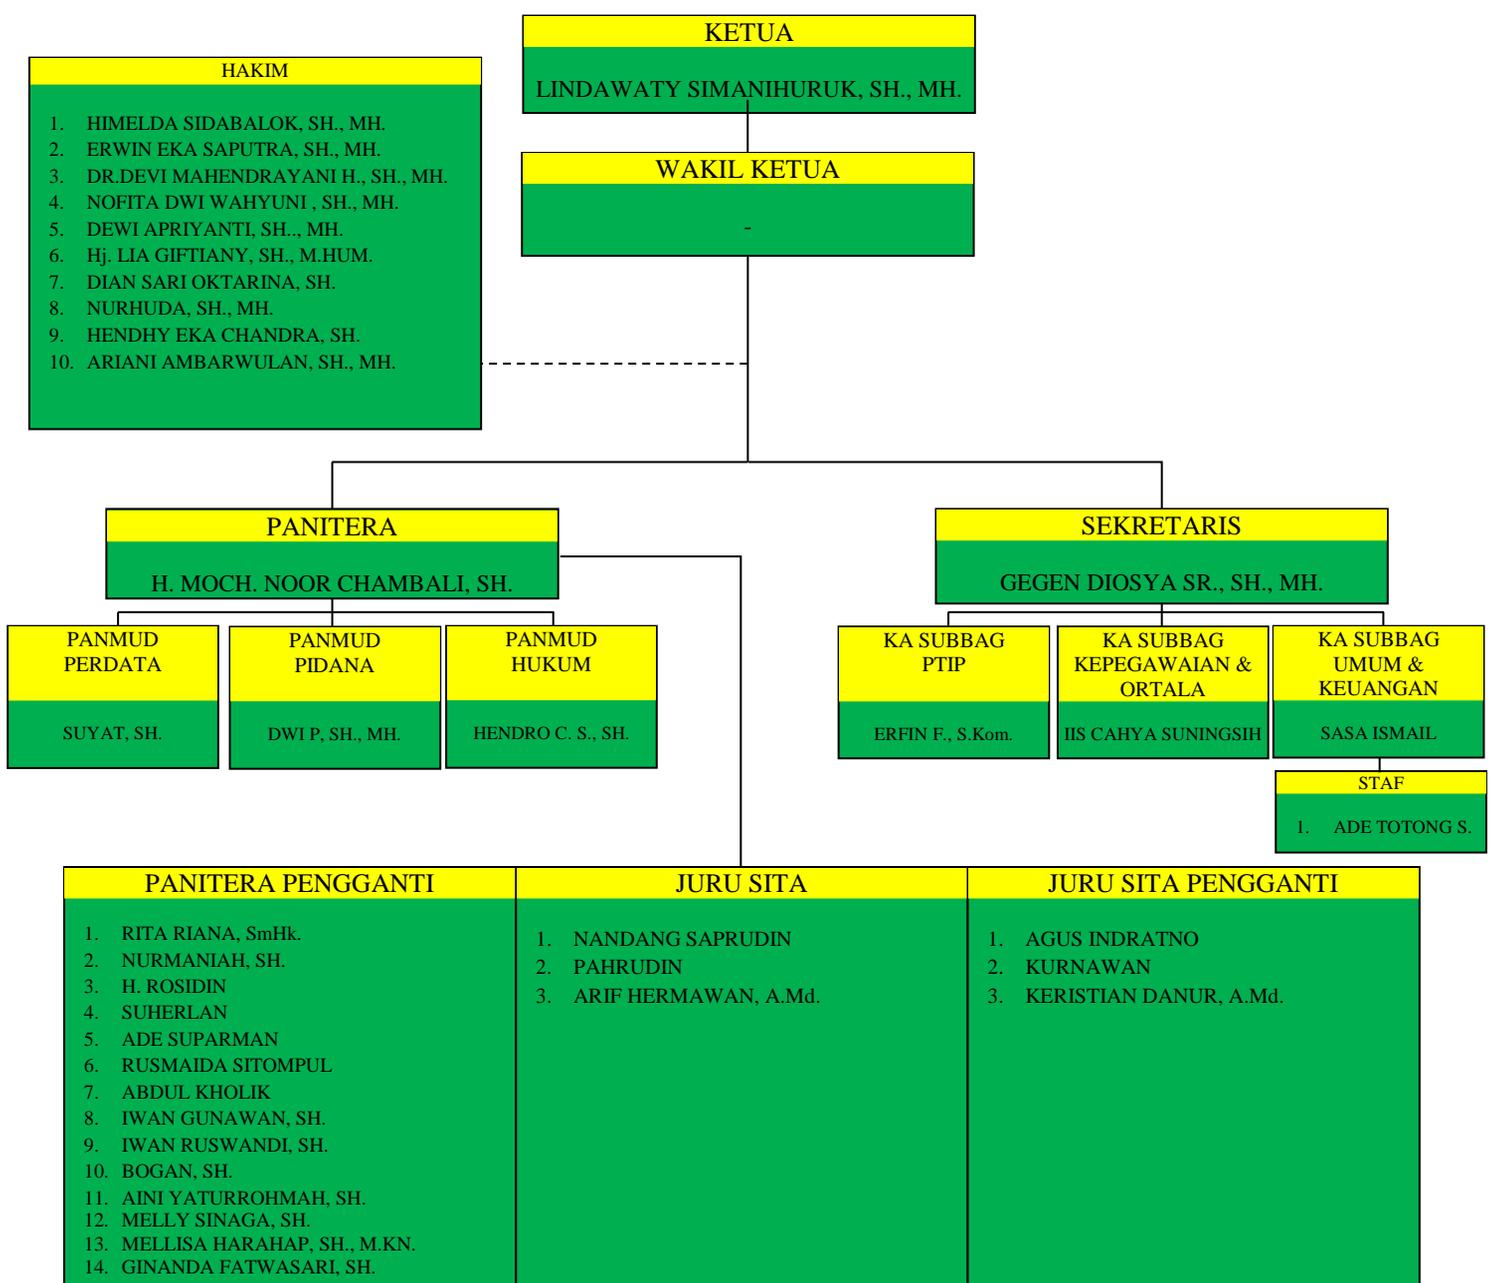 KETUA
LINDAWATY SIMANIHURUK, SH., MH.
HAKIM
1. HIMELDA SIDABALOK, SH., MH.
2. ERWIN EKA SAPUTRA, SH., MH.
3. DR.DEVI MAHENDRAYANI H., SH., MH.
4. NOFITA DWI WAHYUNI , SH., MH.
5. DEWI APRIYANTI, SH.., MH.
6. Hj. LIA GIFTIANY, SH., M.HUM.
7. DIAN SARI OKTARINA, SH.
8. NURHUDA, SH., MH.
9. HENDHY EKA CHANDRA, SH.
10. ARIANI AMBARWULAN, SH., MH.
WAKIL KETUA
-
PANITERA
H. MOCH. NOOR CHAMBALI, SH.
SEKRETARIS
GEGEN DIOSYA SR., SH., MH.
PANMUD
PERDATA
SUYAT, SH.
PANMUD
PIDANA
DWI P, SH., MH.
PANMUD
HUKUM
HENDRO C. S., SH.
KA SUBBAG
PTIP
ERFIN F., S.Kom.
KA SUBBAG
KEPEGAWAIAN &
ORTALA
IIS CAHYA SUNINGSIH
KA SUBBAG
UMUM &
KEUANGAN
SASA ISMAIL
STAF
1. ADE TOTONG S.
PANITERA PENGGANTI
1. RITA RIANA, SmHk.
2. NURMANIAH, SH.
3. H. ROSIDIN
4. SUHERLAN
5. ADE SUPARMAN
6. RUSMAIDA SITOMPUL
7. ABDUL KHOLIK
8. IWAN GUNAWAN, SH.
9. IWAN RUSWANDI, SH.
10. BOGAN, SH.
11. AINI YATURROHMAH, SH.
12. MELLY SINAGA, SH.
13. MELLISA HARAHAP, SH., M.KN.
14. GINANDA FATWASARI, SH.
JURU SITA
1. NANDANG SAPRUDIN
2. PAHRUDIN
3. ARIF HERMAWAN, A.Md.
JURU SITA PENGGANTI
1. AGUS INDRATNO
2. KURNAWAN
3. KERISTIAN DANUR, A.Md.